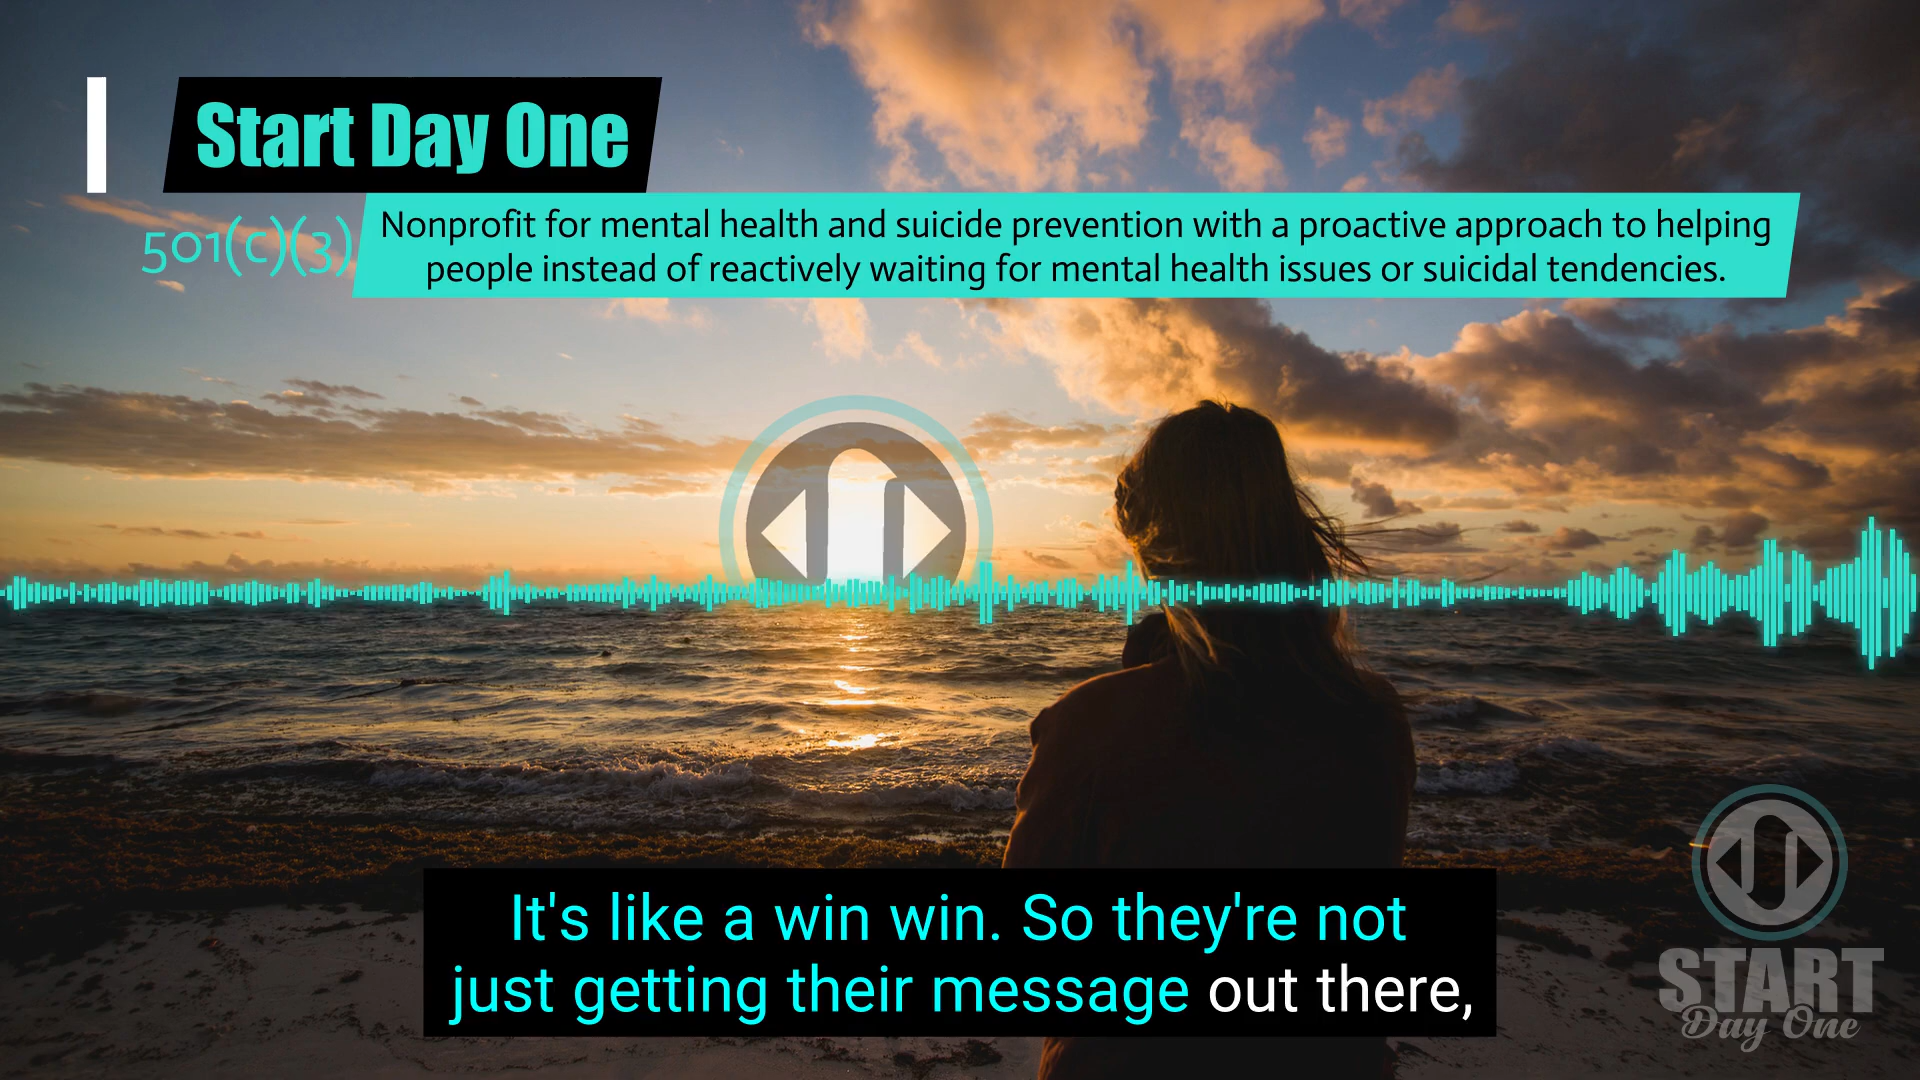 Start Day One
501(c)(3)
Nonprofit for mental health and suicide prevention with a proactive approach to helping
people instead of reactively waiting for mental health issues or suicidal tendencies.
It's like a win win. So they're not
just getting their message out there,
START
Day One